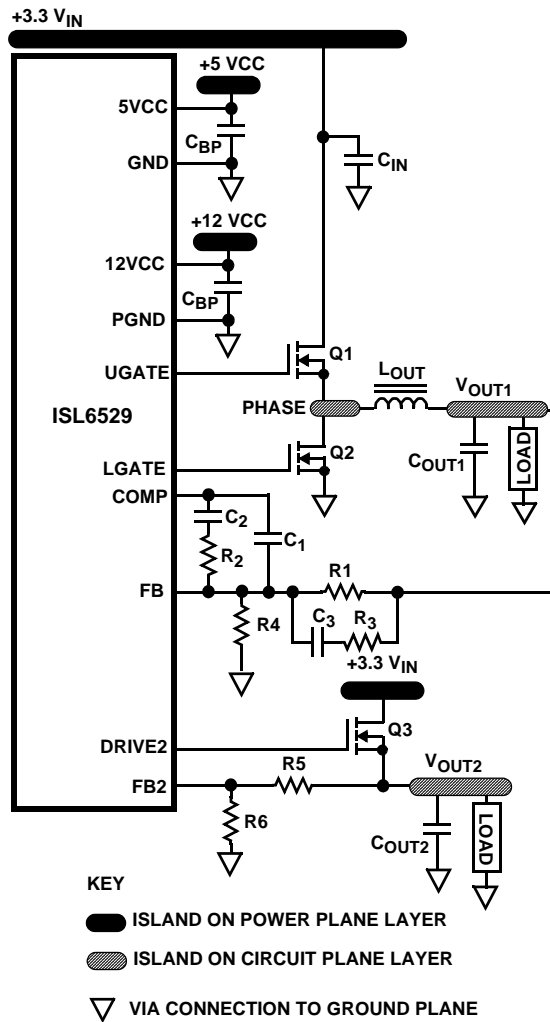 +3.3 VIN
+5 VCC
5VCC
CBP
GND
CIN
+12 VCC
12VCC
CBP
PGND
Q1
UGATE
LOUT
VOUT1
PHASE
ISL6529
Q2
COUT1
LOAD
LGATE
COMP
C2
C1
R2
FB
R1
R4
C3
R3
+3.3 VIN
Q3
DRIVE2
VOUT2
R5
FB2
R6
COUT2
LOAD
KEY
ISLAND ON POWER PLANE LAYER
ISLAND ON CIRCUIT PLANE LAYER
VIA CONNECTION TO GROUND PLANE